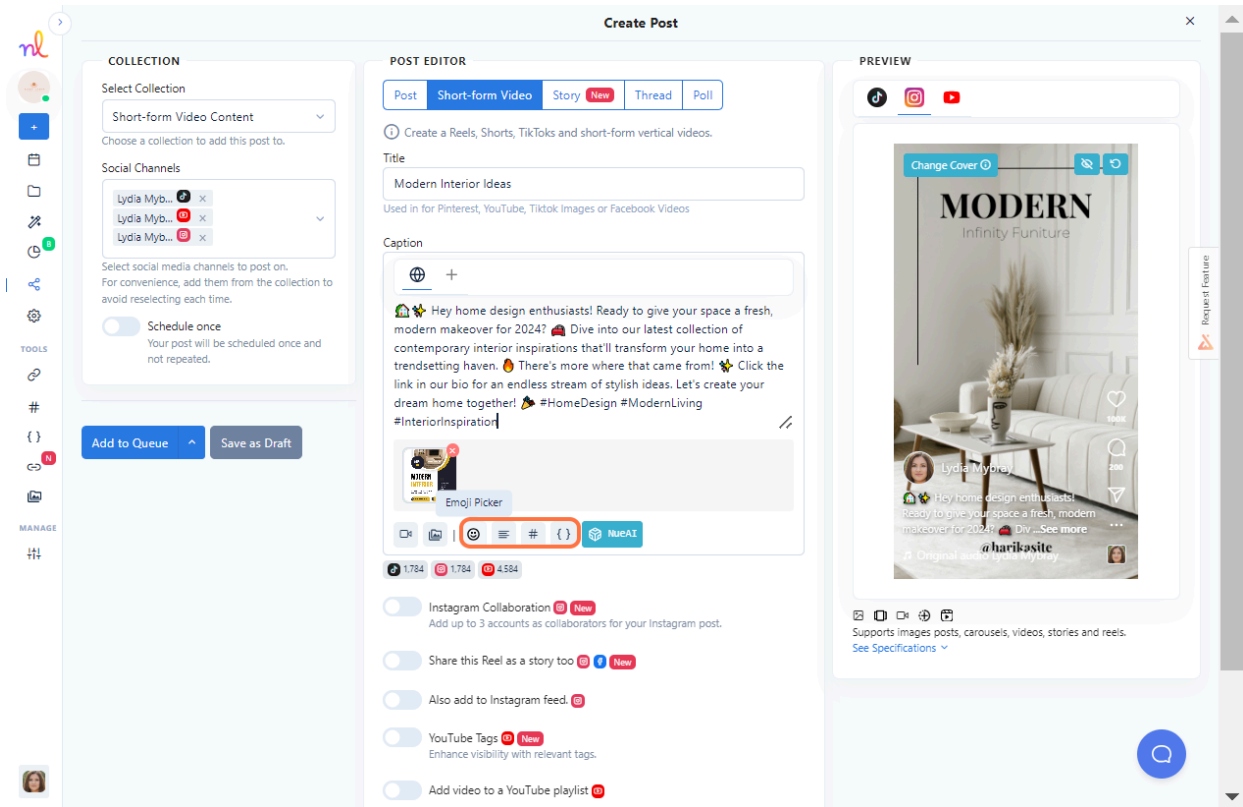 nl
Create Post
8
TOOLS
N
MANAGE
COLLECTION
Select Collection
Short-form Video Content
Choose a collection to add this post to.
Social Channels
Lydia Myb...
Lydia Myb...
Lydia Myb...
Select social media channels to post on.
For convenience, add them from the collection to
avoid reselecting each time.
Schedule once
Your post will be scheduled once and
not repeated.
Add to Queue
Save as Draft
POST EDITOR
Post Short-form Video Story New Thread Poll
Create a Reels, Shorts, TikToks and short-form vertical videos.
Title
Modern Interior Ideas
Used in for Pinterest, YouTube, Tiktok Images or Facebook Videos
Caption
🏡✨ Hey home design enthusiasts! Ready to give your space a fresh,
modern makeover for 2024? 🛋️ Dive into our latest collection of
contemporary interior inspirations that'll transform your home into a
trendsetting haven. 🔥 There's more where that came from! ✨ Click the
link in our bio for an endless stream of stylish ideas. Let's create your
dream home together! 🎉 #HomeDesign #ModernLiving
#InteriorInspiration
MODERN
INTERIOR
Emoji Picker
# { } NueAI
1,784 1,784 4,584
Instagram Collaboration New
Add up to 3 accounts as collaborators for your Instagram post.
Share this Reel as a story too New
Also add to Instagram feed.
YouTube Tags New
Enhance visibility with relevant tags.
Add video to a YouTube playlist
PREVIEW
Change Cover
MODERN
Infinity Funiture
100K
200
Lydia Mybray
🏡✨ Hey home design enthusiasts!
Ready to give your space a fresh, modern
makeover for 2024? 🛋️ Div ...See more
@harikasite
Original audio Lydia Mybray
Supports images posts, carousels, videos, stories and reels.
See Specifications
Request Feature